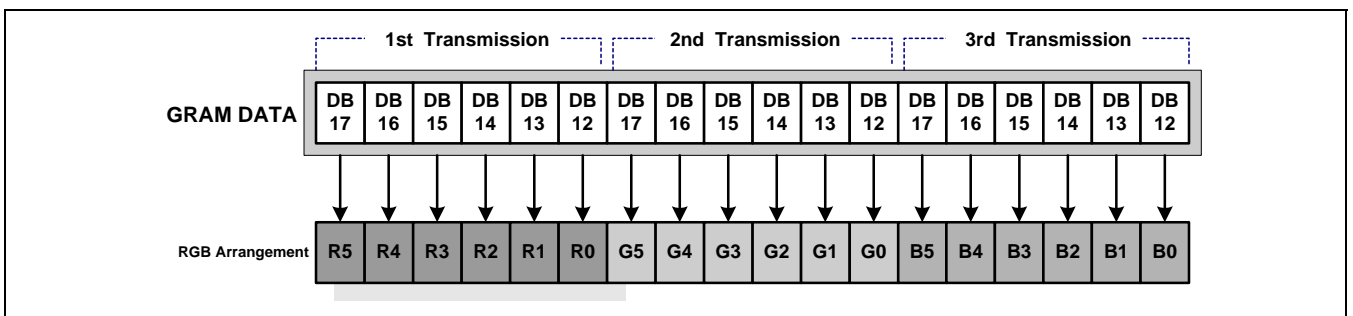 1st Transmission 2nd Transmission 3rd Transmission
GRAM DATA DB 17 DB 16 DB 15 DB 14 DB 13 DB 12 DB 17 DB 16 DB 15 DB 14 DB 13 DB 12 DB 17 DB 16 DB 15 DB 14 DB 13 DB 12
RGB Arrangement R5 R4 R3 R2 R1 R0 G5 G4 G3 G2 G1 G0 B5 B4 B3 B2 B1 B0